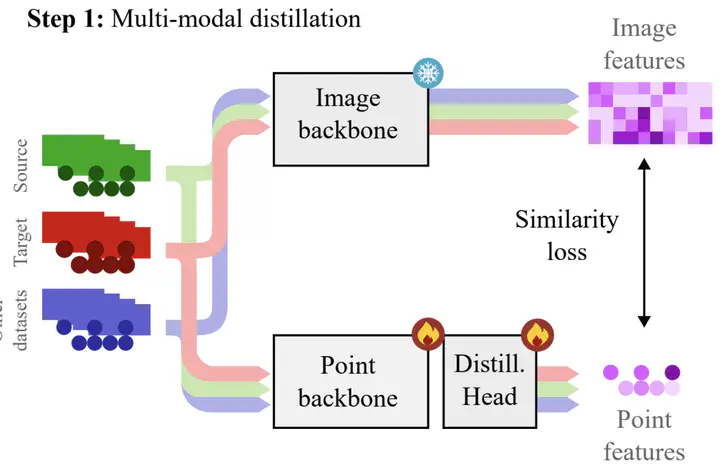 Step 1: Multi-modal distillation
Image
features
Image
backbone
Source
Target
datasets
Similarity
loss
Point
backbone
Distill.
Head
Point
features